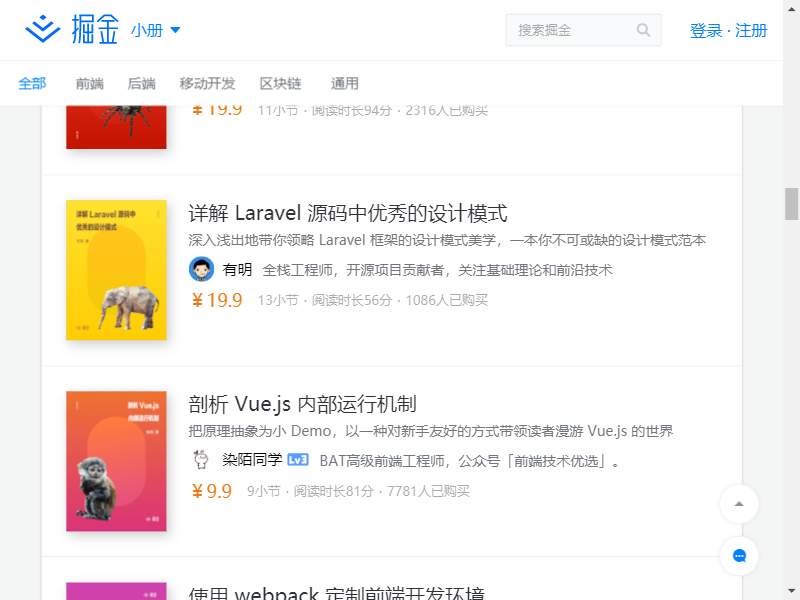 掘金 小册
搜索掘金
登录 · 注册
全部 前端 后端 移动开发 区块链 通用
¥ 19.9 11小节 · 阅读时长94分 · 2316人已购买
详解 Laravel 源码中
优秀的设计模式
详解 Laravel 源码中优秀的设计模式
深入浅出地带你领略 Laravel 框架的设计模式美学，一本你不可或缺的设计模式范本
有明 全栈工程师，开源项目贡献者，关注基础理论和前沿技术
¥ 19.9 13小节 · 阅读时长56分 · 1086人已购买
剖析 Vue.js
内部运行机制
剖析 Vue.js 内部运行机制
把原理抽象为小 Demo，以一种对新手友好的方式带领读者漫游 Vue.js 的世界
染陌同学 Lv3 BAT高级前端工程师，公众号「前端技术优选」。
¥ 9.9 9小节 · 阅读时长81分 · 7781人已购买
使用 webpack 定制前端开发环境